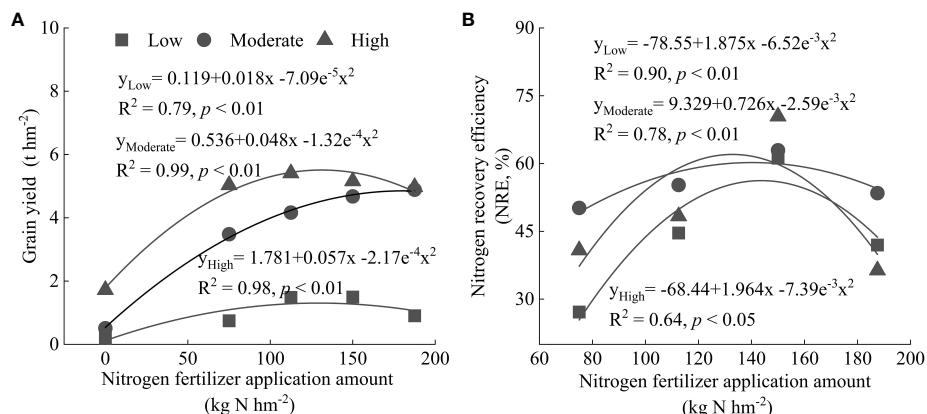 A
10
8
6
4
2
0
Grain yield (t hm-2)
Low Moderate High
yLow= 0.119+0.018x -7.09e-5x2
R2 = 0.79, p < 0.01
yModerate= 0.536+0.048x -1.32e-4x2
R2 = 0.99, p < 0.01
yHigh= 1.781+0.057x -2.17e-4x2
R2 = 0.98, p < 0.01
0 50 100 150 200
Nitrogen fertilizer application amount
(kg N hm-2)
B
90
75
60
45
30
Nitrogen recovery efficiency
(NRE, %)
yLow= -78.55+1.875x -6.52e-3x2
R2 = 0.90, p < 0.01
yModerate= 9.329+0.726x -2.59e-3x2
R2 = 0.78, p < 0.01
yHigh= -68.44+1.964x -7.39e-3x2
R2 = 0.64, p < 0.05
60 80 100 120 140 160 180 200
Nitrogen fertilizer application amount
(kg N hm-2)